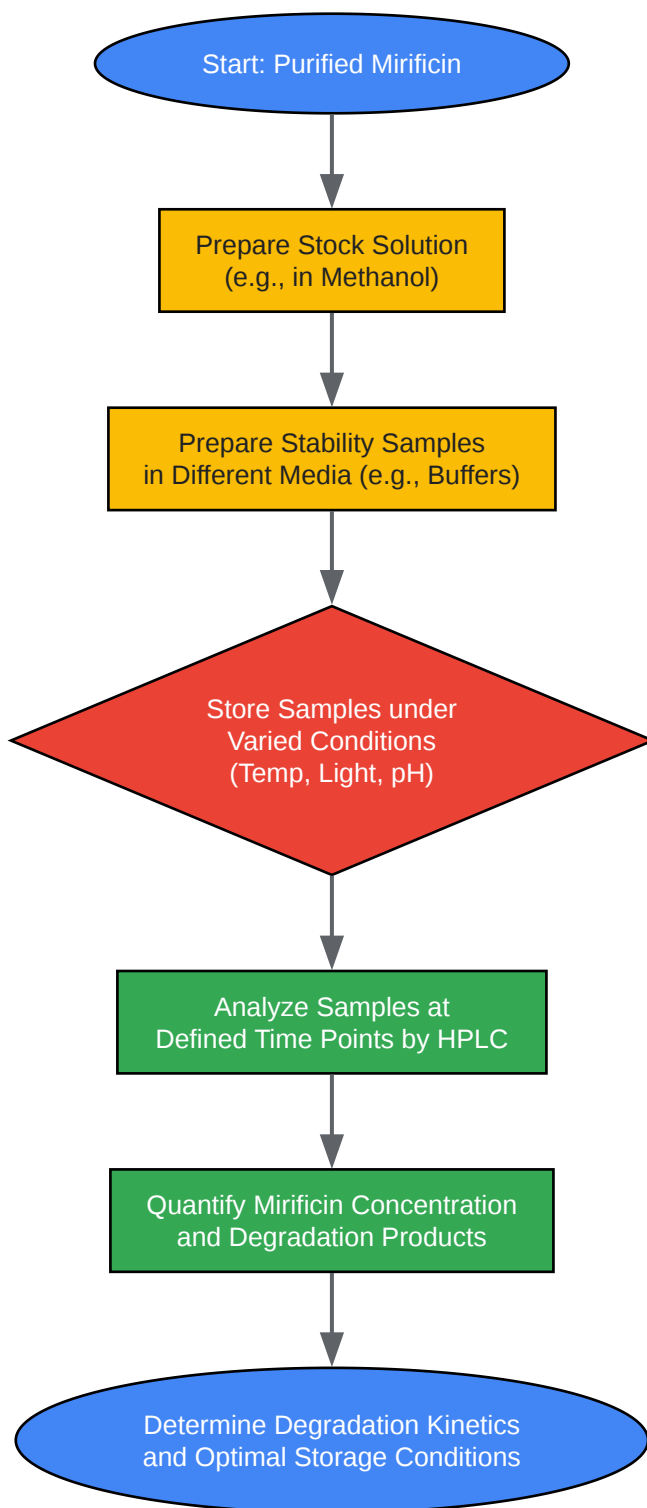 Start: Purified Mirificin
Prepare Stock Solution
(e.g., in Methanol)
Prepare Stability Samples
in Different Media (e.g., Buffers)
Store Samples under
Varied Conditions
(Temp, Light, pH)
Analyze Samples at
Defined Time Points by HPLC
Quantify Mirificin Concentration
and Degradation Products
Determine Degradation Kinetics
and Optimal Storage Conditions